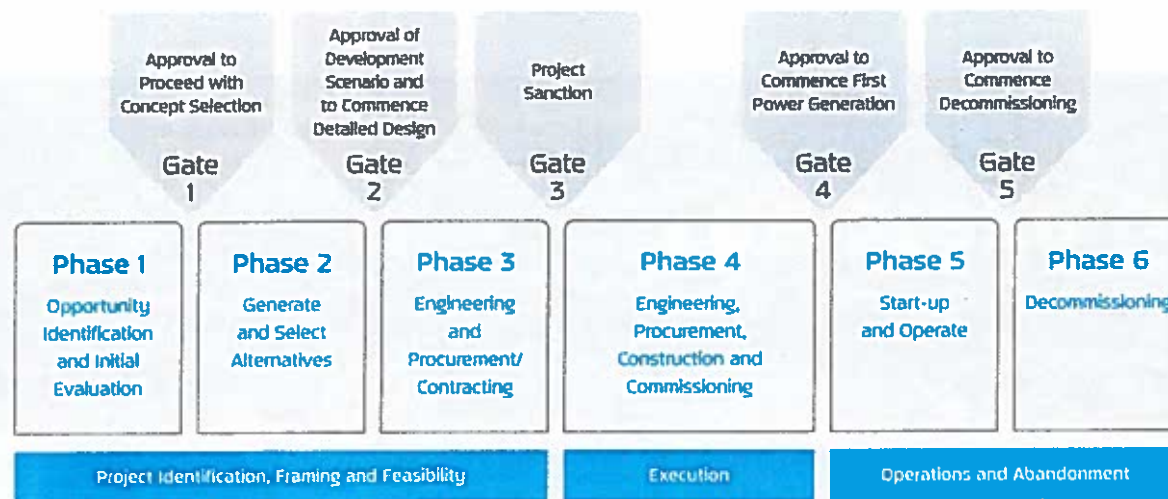 Approval to
Proceed with
Concept Selection
Gate
1
Approval of
Development
Scenario and
to Commence
Detailed Design
Gate
2
Project
Sanction
Gate
3
Approval to
Commence First
Power Generation
Gate
4
Approval to
Commence
Decommissioning
Gate
5
Phase 1
Opportunity
Identification
and Initial
Evaluation
Phase 2
Generate
and Select
Alternatives
Phase 3
Engineering
and
Procurement/
Contracting
Phase 4
Engineering,
Procurement,
Construction and
Commissioning
Phase 5
Start-up
and Operate
Phase 6
Decommissioning
Project Identification, Framing and Feasibility
Execution
Operations and Abandonment